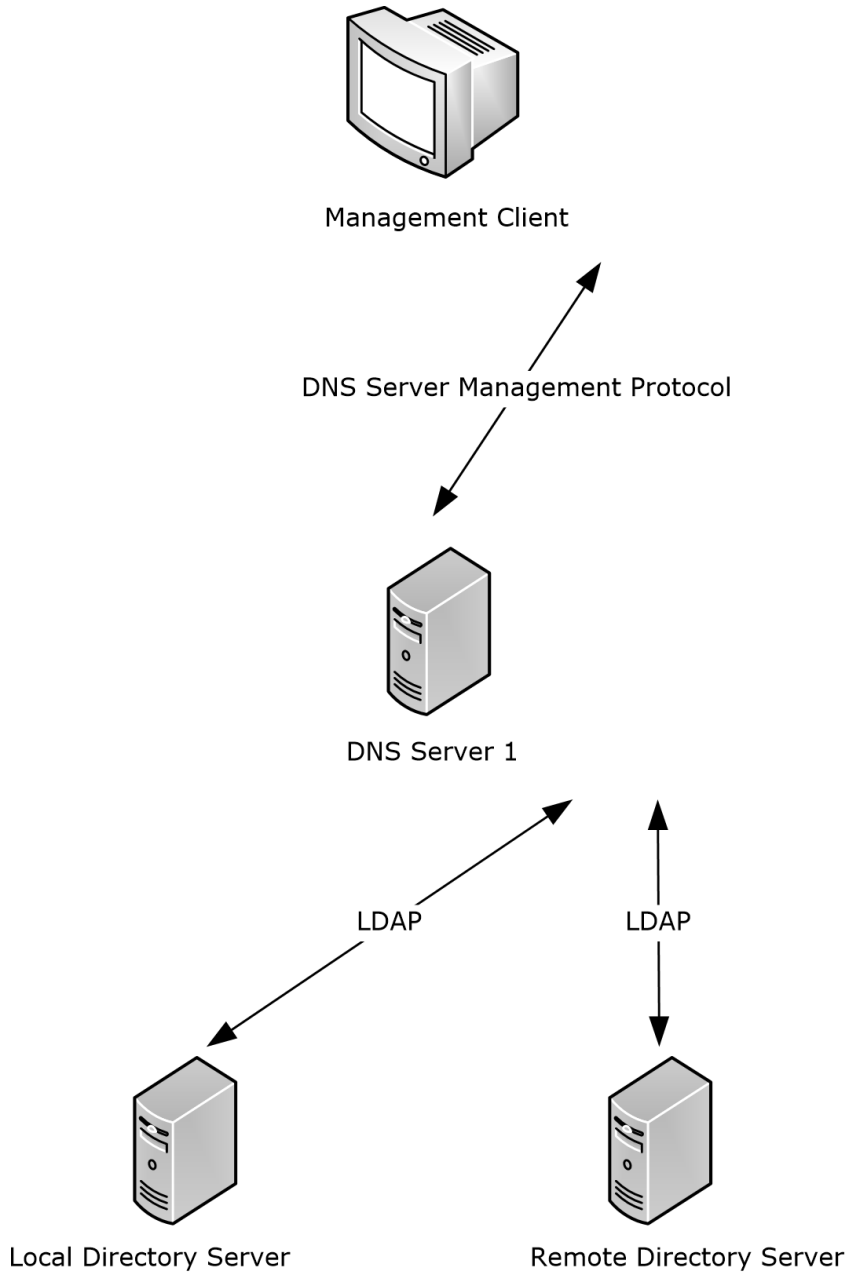 Management Client
DNS Server Management Protocol
DNS Server 1
LDAP
LDAP
Local Directory Server
Remote Directory Server